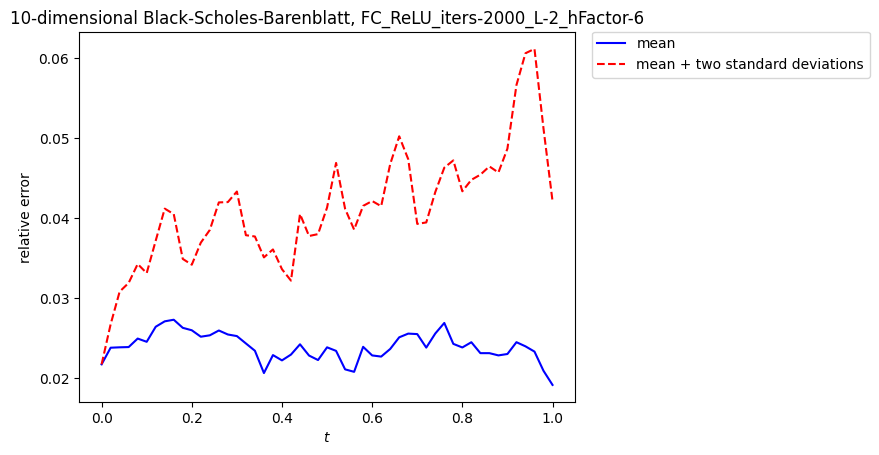 10-dimensional Black-Scholes-Barenblatt, FC_ReLU_iters-2000_L-2_hFactor-6
mean
mean + two standard deviations
relative error
0.06
0.05
0.04
0.03
0.02
0.0 0.2 0.4 0.6 0.8 1.0
t